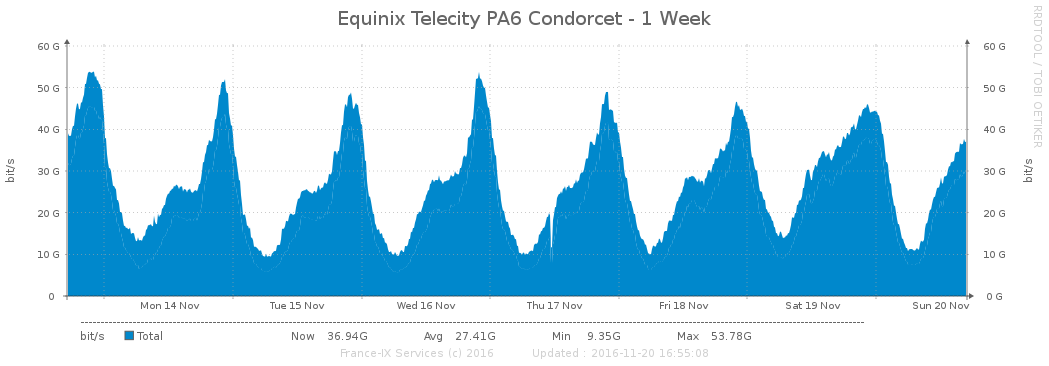 Equinix Telecity PA6 Condorcet - 1 Week
RRDTOOL / TOBI OETIKER
60 G 60 G
50 G 50 G
40 G 40 G
30 G 30 G
20 G 20 G
10 G 10 G
0 0 G
bit/s bit/s
Mon 14 Nov Tue 15 Nov Wed 16 Nov Thu 17 Nov Fri 18 Nov Sat 19 Nov Sun 20 Nov
bit/s Total Now 36.94G Avg 27.41G Min 9.35G Max 53.78G
France-IX Services (c) 2016 Updated : 2016-11-20 16:55:08